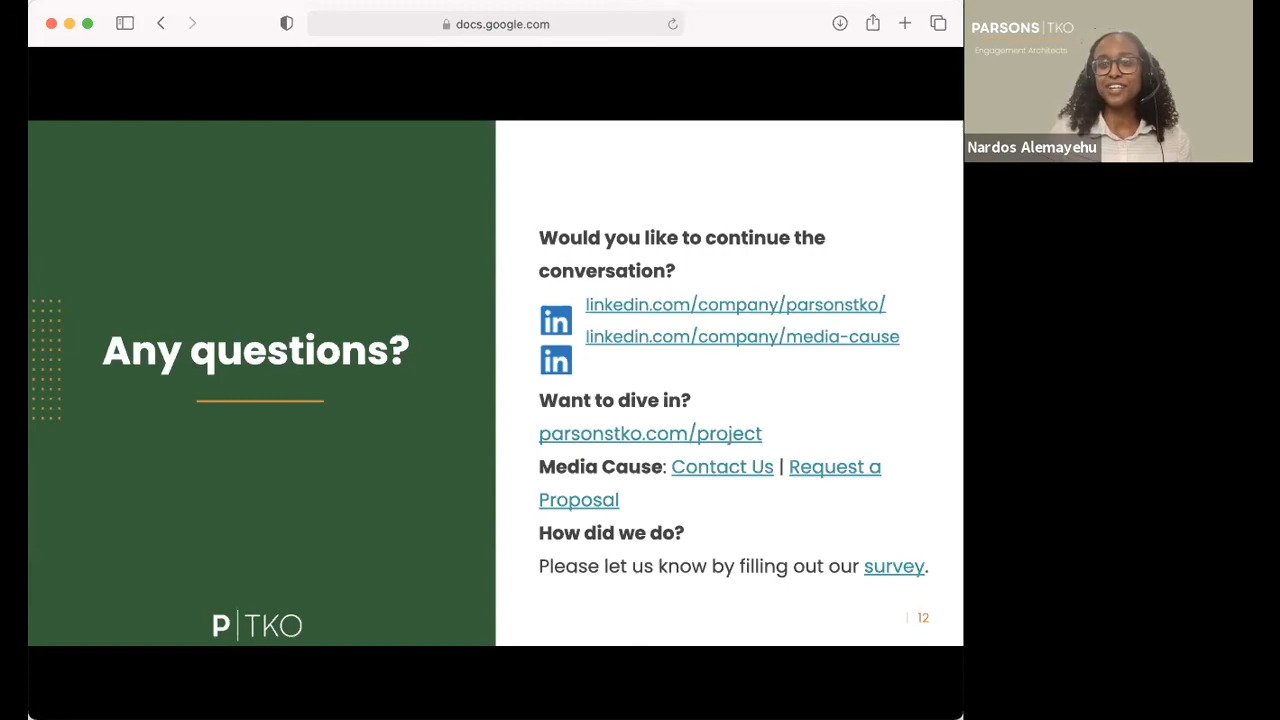 docs.google.com
PARSONS|TKO
Engagement Architects
Nardos Alemayehu
Any questions?
P|TKO
Would you like to continue the
conversation?
in linkedin.com/company/parsonstko/
in linkedin.com/company/media-cause
Want to dive in?
parsonstko.com/project
Media Cause: Contact Us | Request a
Proposal
How did we do?
Please let us know by filling out our survey.
| 12